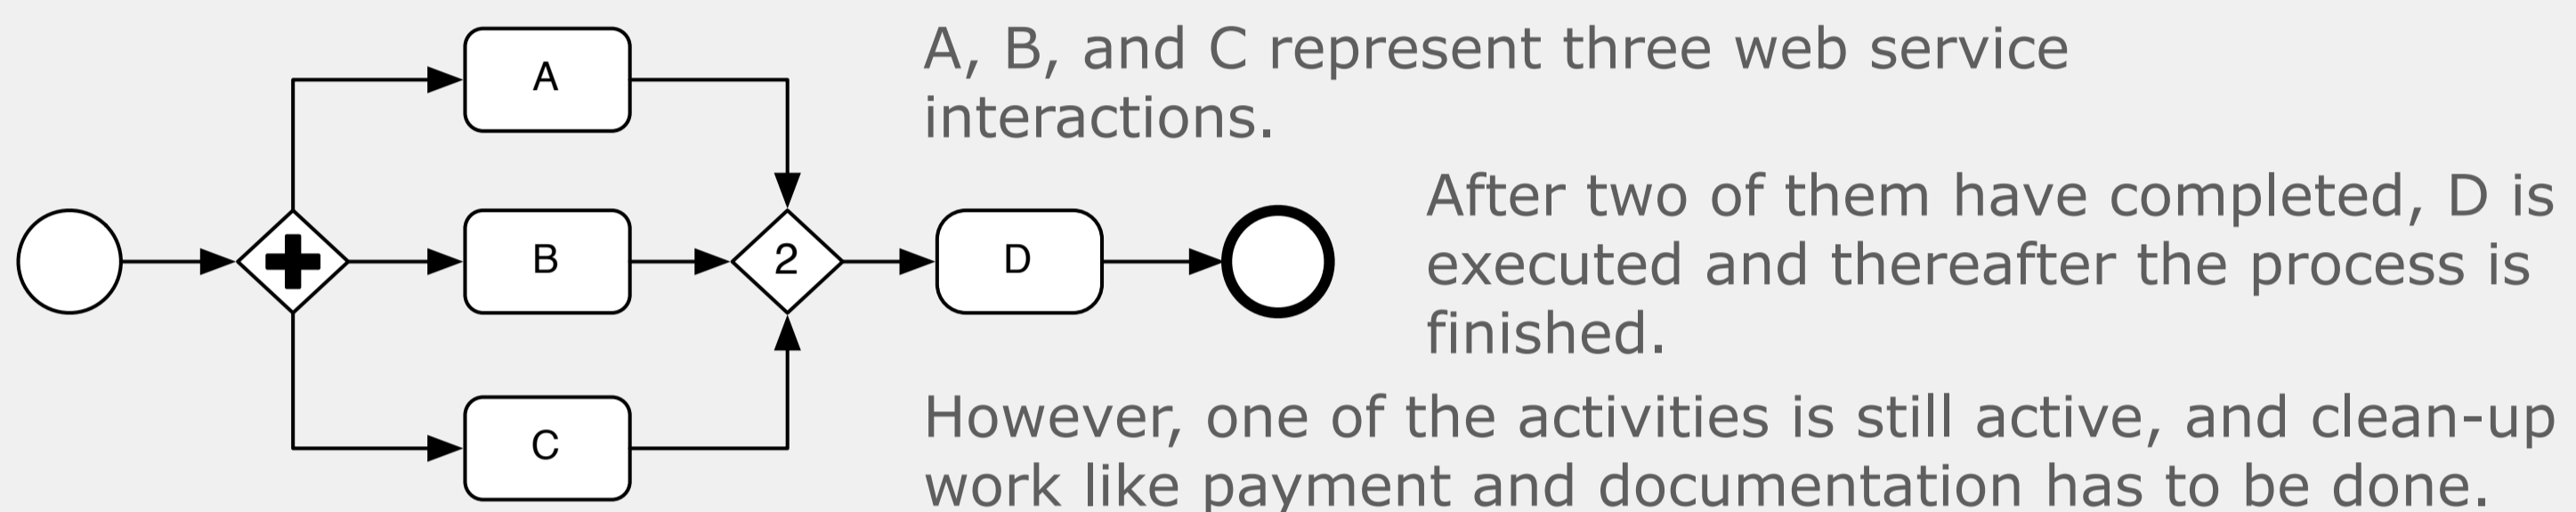 A
B
C
2
D
A, B, and C represent three web service
interactions.
After two of them have completed, D is
executed and thereafter the process is
finished.
However, one of the activities is still active, and clean-up
work like payment and documentation has to be done.